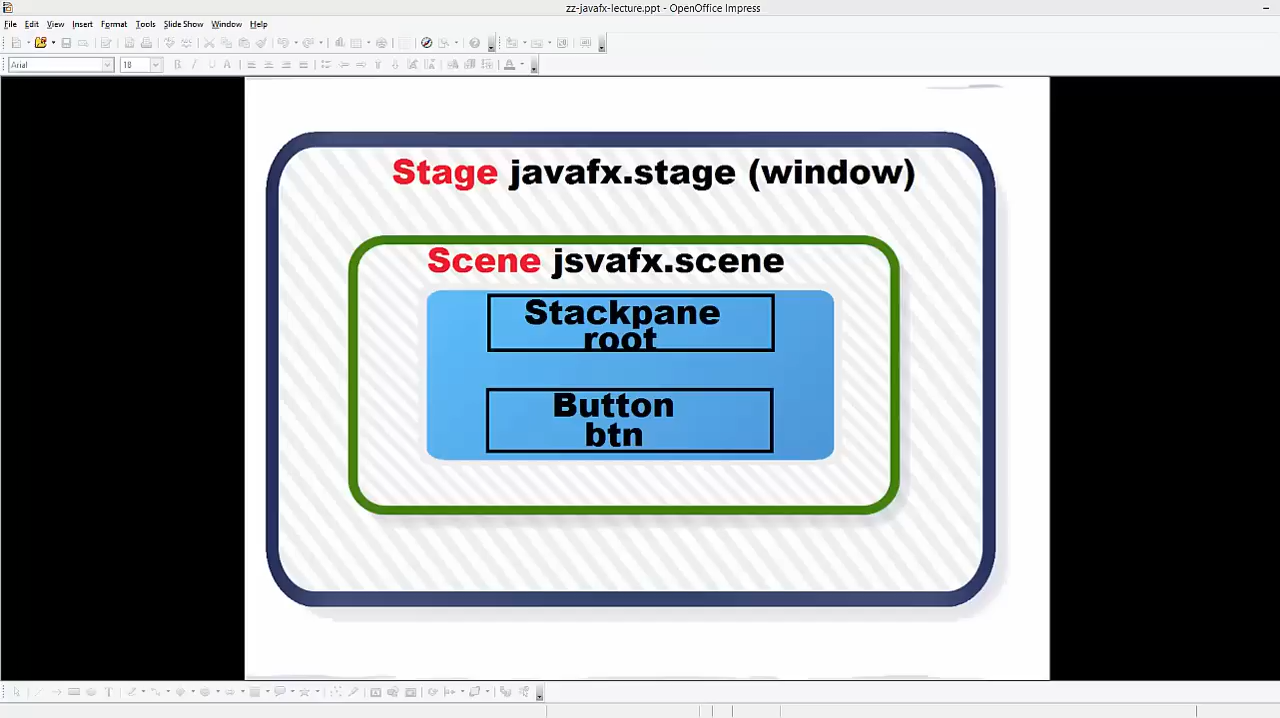 zz-javafx-lecture.ppt - OpenOffice Impress
File Edit View Insert Format Tools Slide Show Window Help
Arial 18
Stage javafx.stage (window)
Scene jsvafx.scene
Stackpane
root
Button
btn